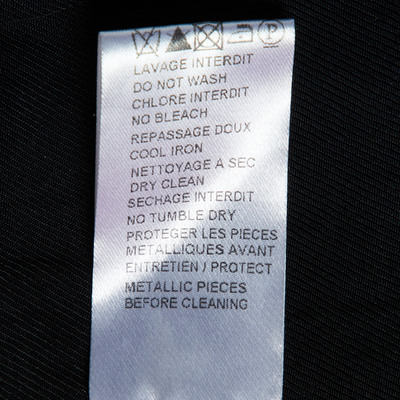 P
LAVAGE INTERDIT
DO NOT WASH
CHLORE INTERDIT
NO BLEACH
REPASSAGE DOUX
COOL IRON
NETTOYAGE A SEC
DRY CLEAN
SECHAGE INTERDIT
NO TUMBLE DRY
PROTEGER LES PIECES
METALLIQUES AVANT
ENTRETIEN / PROTECT
METALLIC PIECES
BEFORE CLEANING